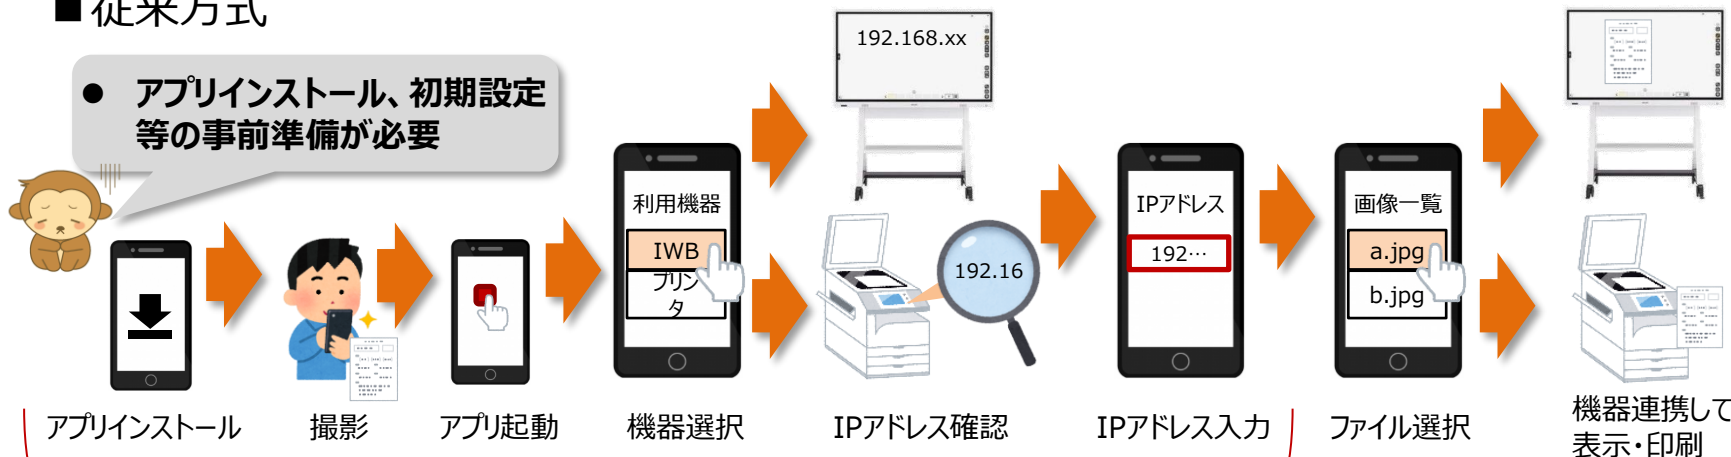 ■従来方式
● アプリインストール、初期設定
等の事前準備が必要
192.168.xx
利用機器
IWB
プリン
タ
192.16
IPアドレス
192…
画像一覧
a.jpg
b.jpg
アプリインストール
撮影
アプリ起動
機器選択
IPアドレス確認
IPアドレス入力
ファイル選択
機器連携して
表示・印刷